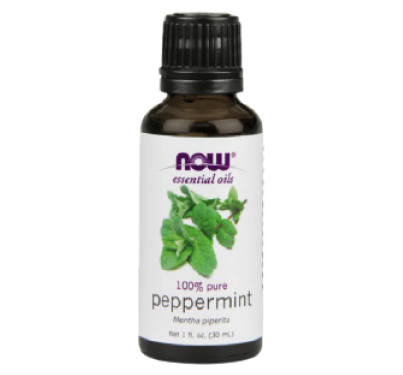 now®
essential oils
100% pure
peppermint
Mentha piperita
Net 1 fl. oz. (30 mL)